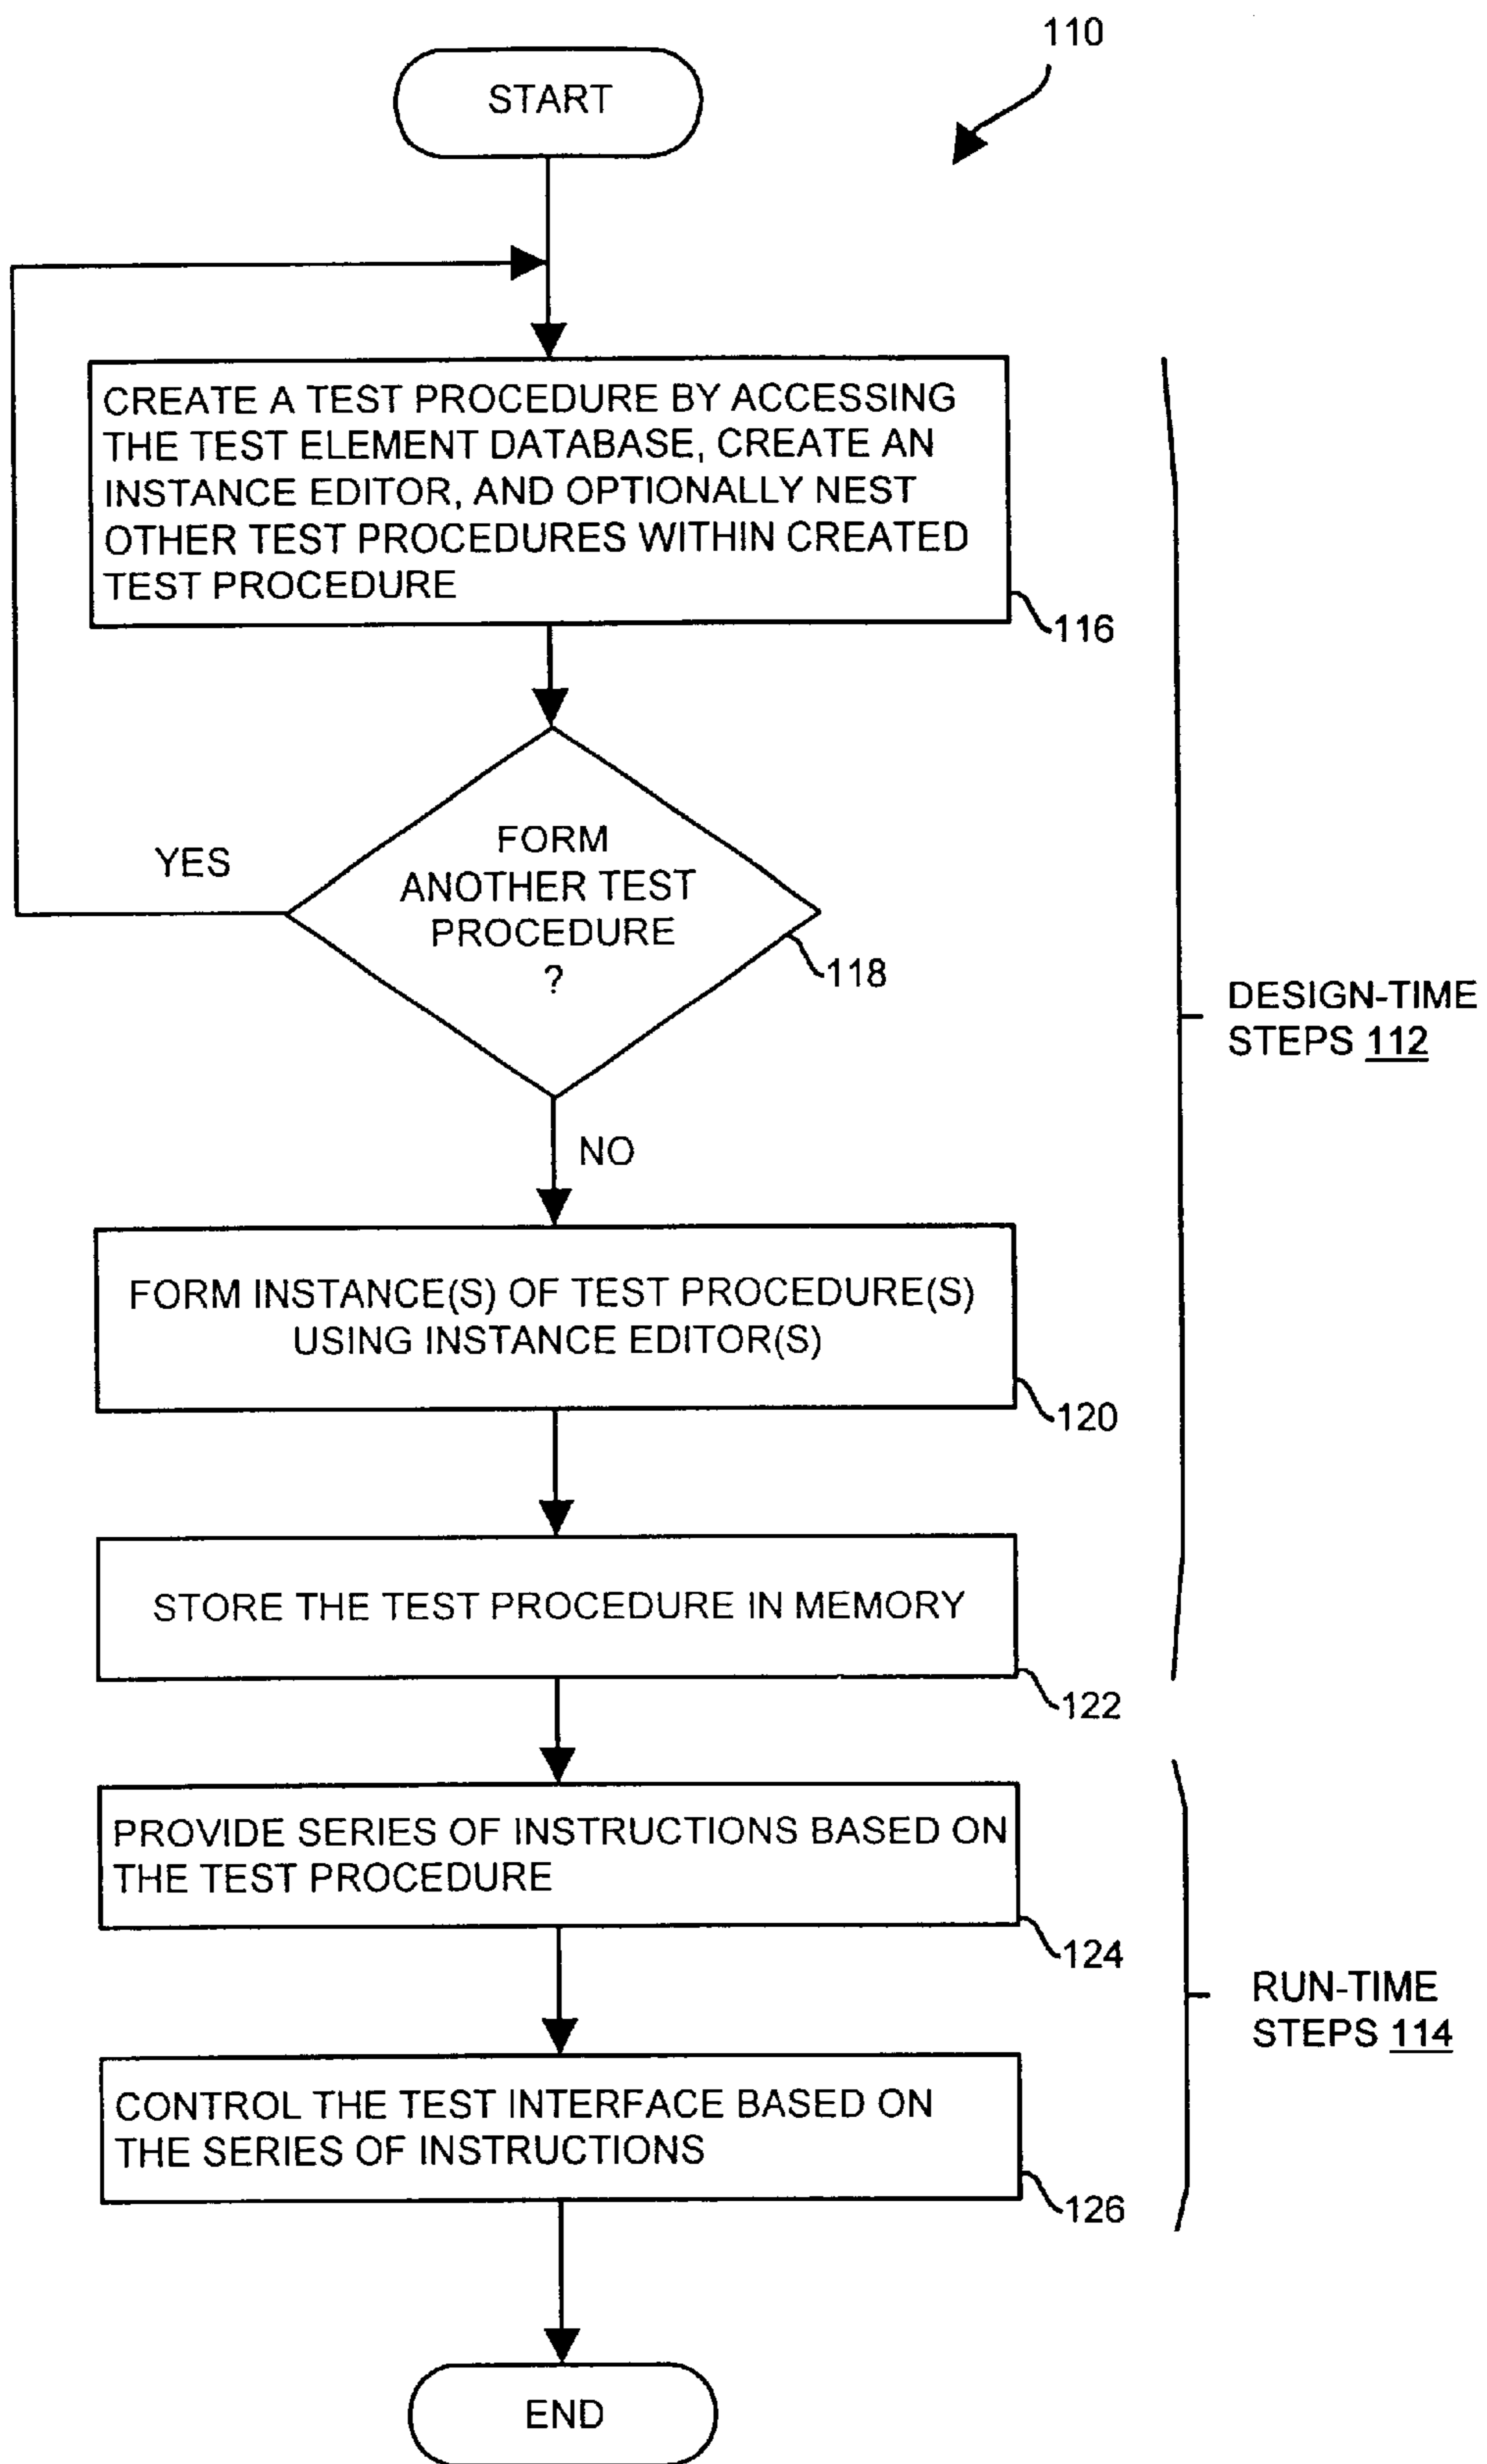 110
START
CREATE A TEST PROCEDURE BY ACCESSING
THE TEST ELEMENT DATABASE, CREATE AN
INSTANCE EDITOR, AND OPTIONALLY NEST
OTHER TEST PROCEDURES WITHIN CREATED
TEST PROCEDURE
116
FORM
ANOTHER TEST
PROCEDURE
?
YES
118
DESIGN-TIME
STEPS 112
NO
FORM INSTANCE(S) OF TEST PROCEDURE(S)
USING INSTANCE EDITOR(S)
120
STORE THE TEST PROCEDURE IN MEMORY
122
PROVIDE SERIES OF INSTRUCTIONS BASED ON
THE TEST PROCEDURE
124
RUN-TIME
STEPS 114
CONTROL THE TEST INTERFACE BASED ON
THE SERIES OF INSTRUCTIONS
126
END